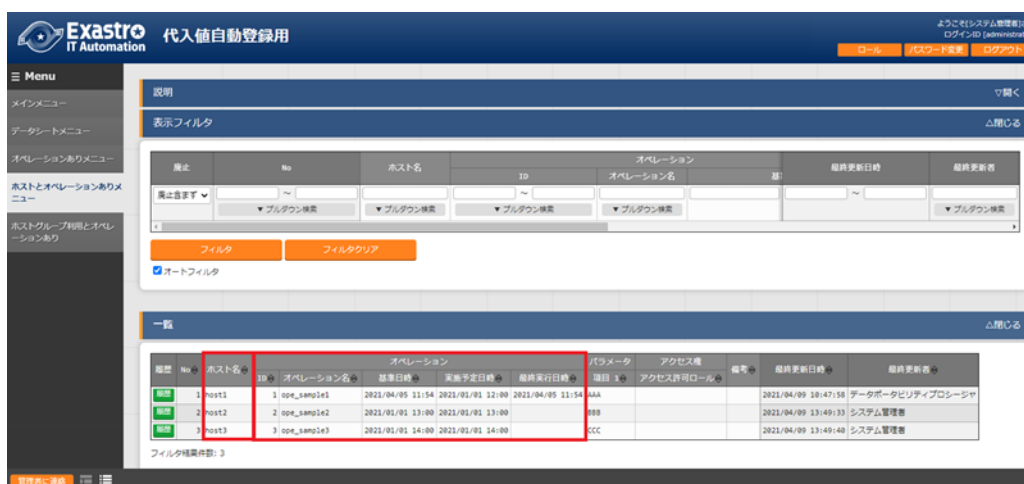 Exastro
IT Automation
代入値自動登録用
ようこそ[システム管理者]
ログインID [administrat
ロール パスワード変更 ログアウト
Menu
メインメニュー
データシートメニュー
オペレーションありメニュー
ホストとオペレーションありメニュー
ホストグループ利用とオペレーションあり
説明 ▽開く
表示フィルタ △閉じる
廃止 No ホスト名 オペレーション 最終更新日時 最終更新者
ID オペレーション名
廃止含まず ~ ~ ~
▼ プルダウン検索 ▼ プルダウン検索 ▼ プルダウン検索 ▼ プルダウン検索 ▼ プルダウン検索
フィルタ フィルタクリア
オートフィルタ
一覧 △閉じる
履歴 No ホスト名 オペレーション パラメータ アクセス権 備考 最終更新日時 最終更新者
ID オペレーション名 基準日時 実施予定日時 最終実行日時 項目 1 アクセス許可ロール
履歴 1 host1 1 ope_sample1 2021/04/05 11:54 2021/01/01 12:00 2021/04/05 11:54 AAA 2021/04/09 10:47:58 データポータビリティプロシージャ
履歴 2 host2 2 ope_sample2 2021/01/01 13:00 2021/01/01 13:00 BBB 2021/04/09 13:49:33 システム管理者
履歴 3 host3 3 ope_sample3 2021/01/01 14:00 2021/01/01 14:00 CCC 2021/04/09 13:49:40 システム管理者
フィルタ結果件数: 3
管理者に連絡